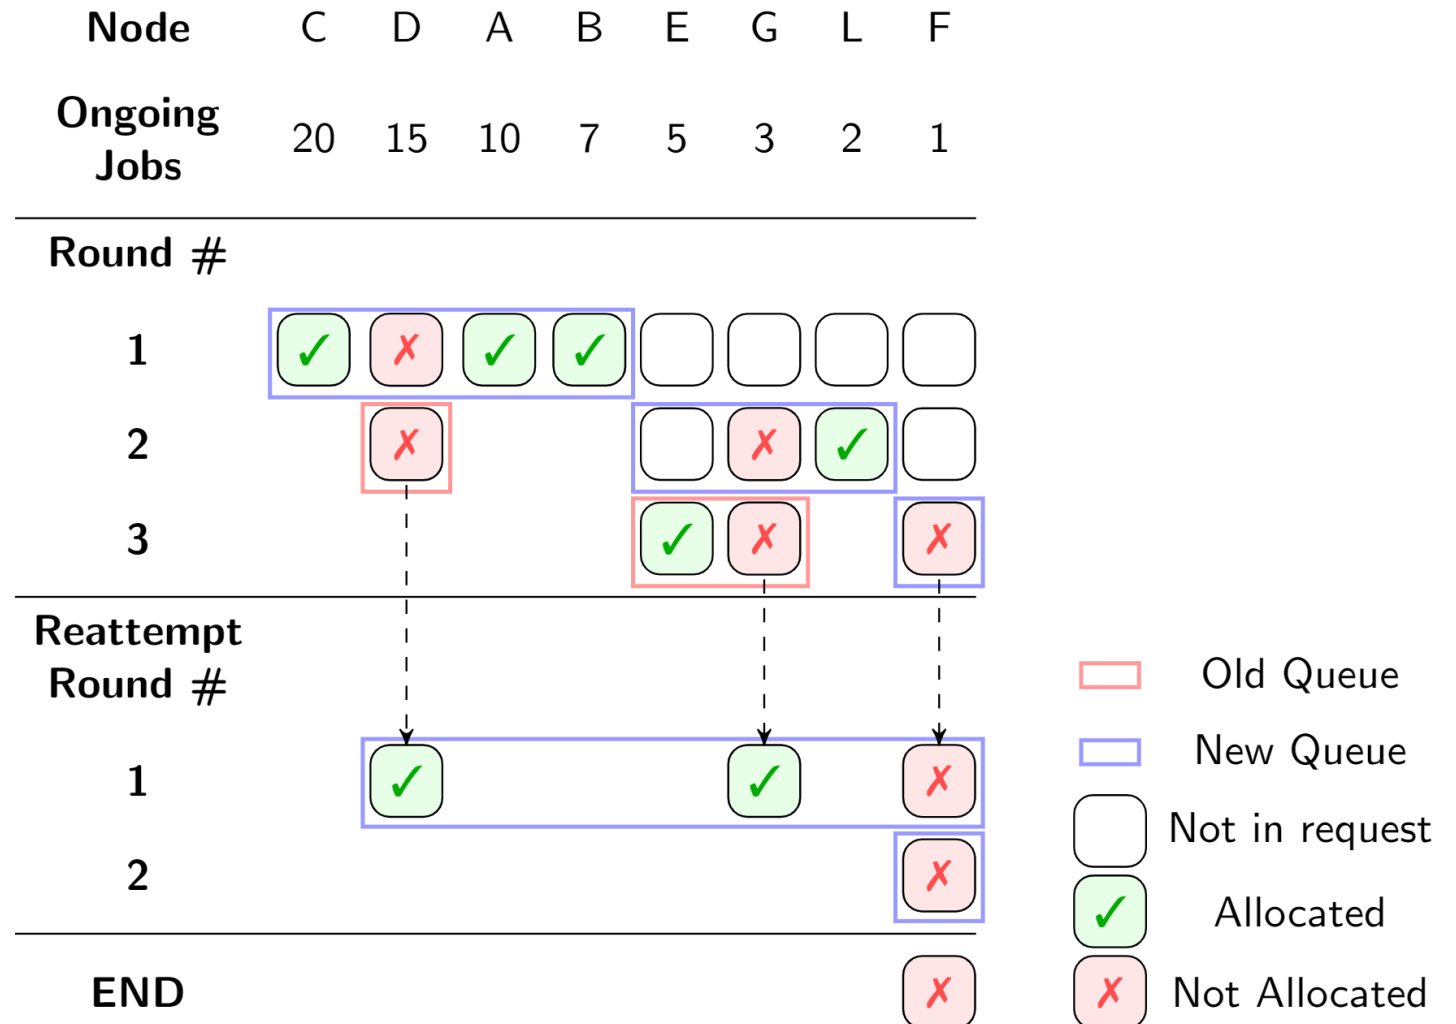 Node C D A B E G L F
Ongoing
Jobs 20 15 10 7 5 3 2 1
Round #
1 ✓ ✗ ✓ ✓
2 ✗ ✗ ✓
3 ✓ ✗ ✗
Reattempt
Round #
1 ✓ ✓ ✗
2 ✗
END ✗
Old Queue
New Queue
Not in request
✓ Allocated
✗ Not Allocated